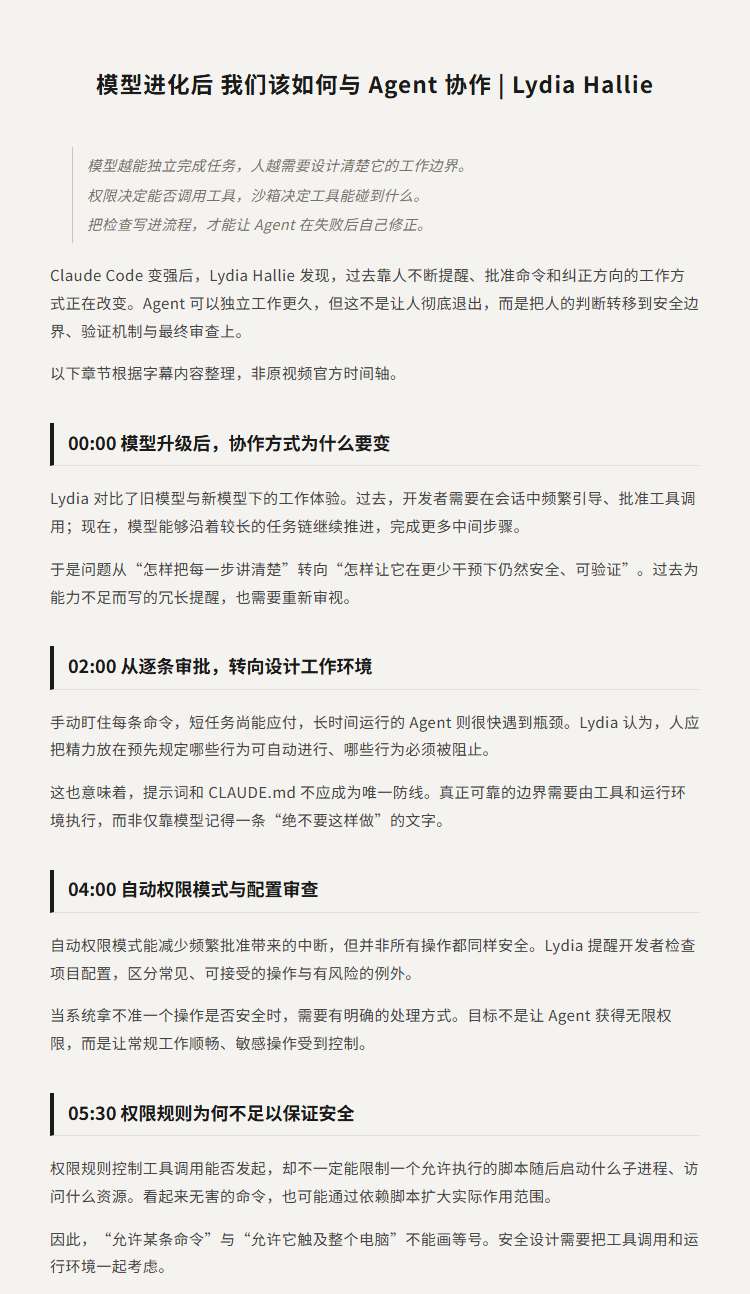 模型进化后 我们该如何与 Agent 协作 | Lydia Hallie
模型越能独立完成任务，人越需要设计清楚它的工作边界。
权限决定能否调用工具，沙箱决定工具能碰到什么。
把检查写进流程，才能让 Agent 在失败后自己修正。
Claude Code 变强后，Lydia Hallie 发现，过去靠人不断提醒、批准命令和纠正方向的工作方
式正在改变。Agent 可以独立工作更久，但这不是让人彻底退出，而是把人的判断转移到安全边
界、验证机制与最终审查上。
以下章节根据字幕内容整理，非原视频官方时间轴。
00:00 模型升级后，协作方式为什么要变
Lydia 对比了旧模型与新模型下的工作体验。过去，开发者需要在会话中频繁引导、批准工具调
用；现在，模型能够沿着较长的任务链继续推进，完成更多中间步骤。
于是问题从“怎样把每一步讲清楚”转向“怎样让它在更少干预下仍然安全、可验证”。过去为
能力不足而写的冗长提醒，也需要重新审视。
02:00 从逐条审批，转向设计工作环境
手动盯住每条命令，短任务尚能应付，长时间运行的 Agent 则很快遇到瓶颈。Lydia 认为，人应
把精力放在预先规定哪些行为可自动进行、哪些行为必须被阻止。
这也意味着，提示词和 CLAUDE.md 不应成为唯一防线。真正可靠的边界需要由工具和运行环
境执行，而非仅靠模型记得一条“绝不要这样做”的文字。
04:00 自动权限模式与配置审查
自动权限模式能减少频繁批准带来的中断，但并非所有操作都同样安全。Lydia 提醒开发者检查
项目配置，区分常见、可接受的操作与有风险的例外。
当系统拿不准一个操作是否安全时，需要有明确的处理方式。目标不是让 Agent 获得无限权
限，而是让常规工作顺畅、敏感操作受到控制。
05:30 权限规则为何不足以保证安全
权限规则控制工具调用能否发起，却不一定能限制一个允许执行的脚本随后启动什么子进程、访
问什么资源。看起来无害的命令，也可能通过依赖脚本扩大实际作用范围。
因此，“允许某条命令”与“允许它触及整个电脑”不能画等号。安全设计需要把工具调用和运
行环境一起考虑。